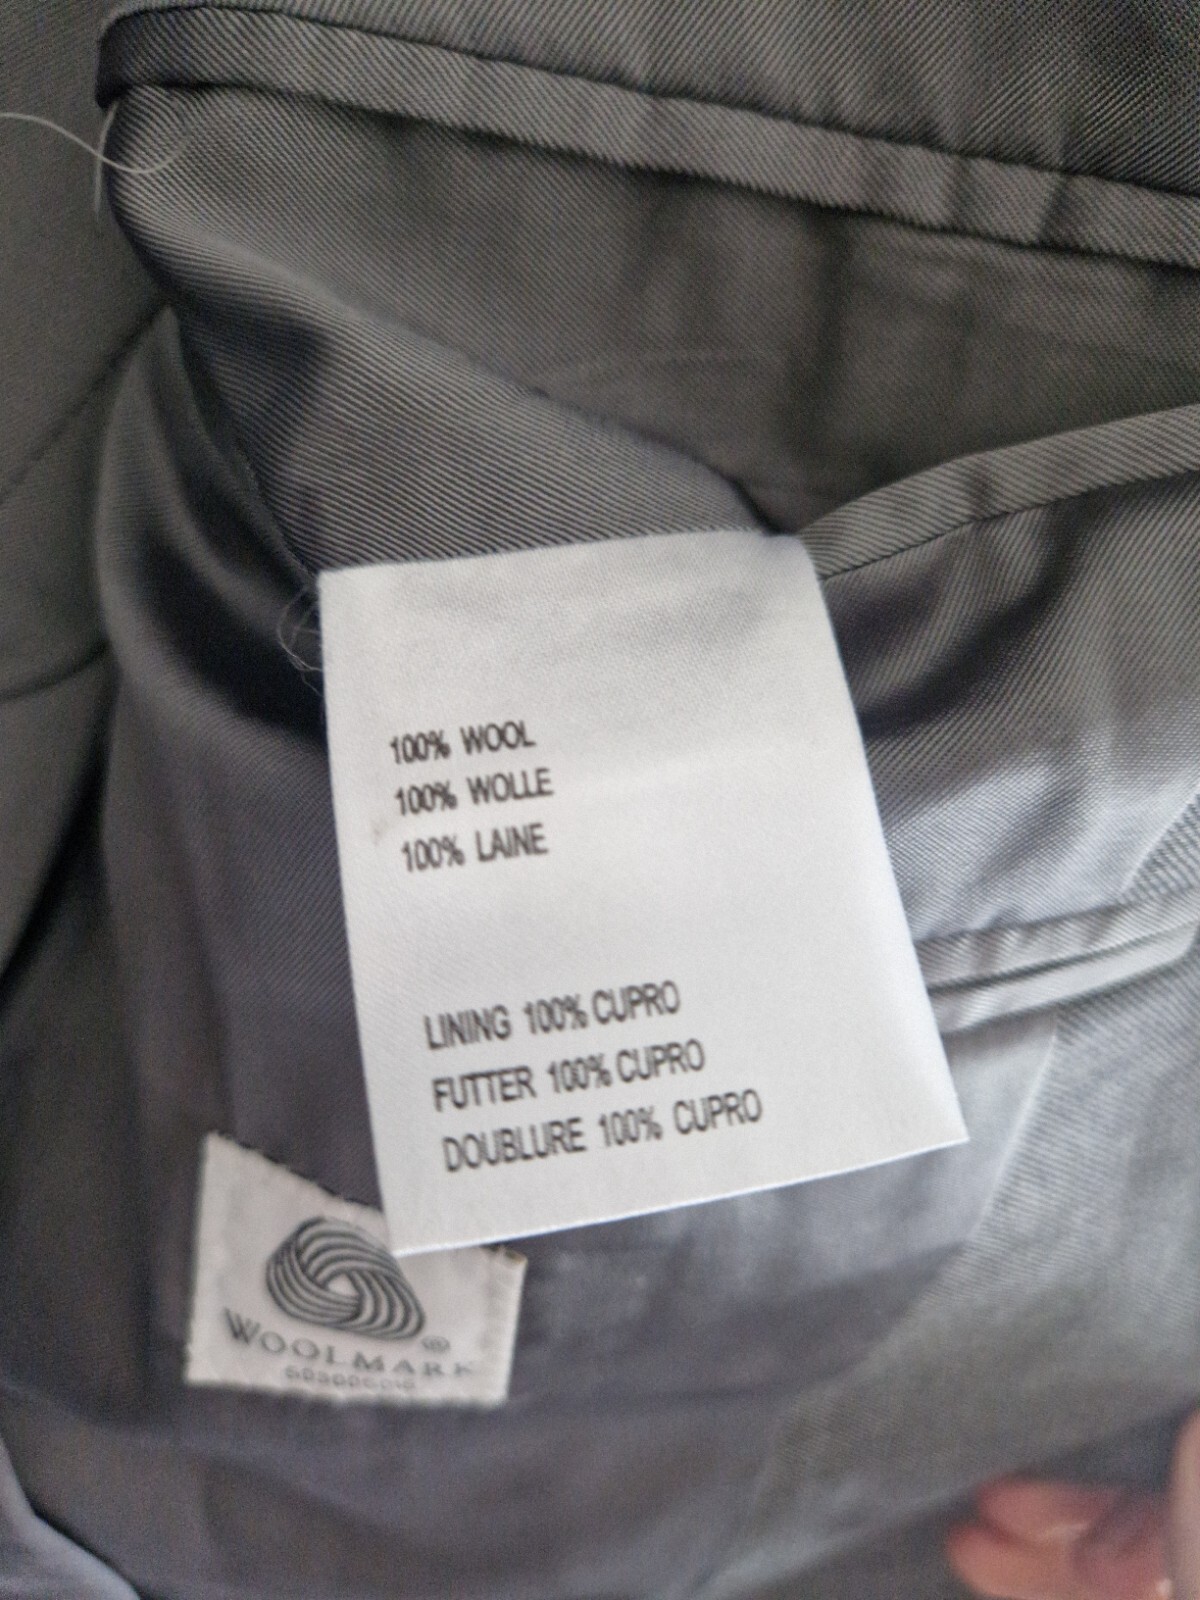 100% WOOL
100% WOLLE
100% LAINE
LINING 100% CUPRO
FUTTER 100% CUPRO
DOUBLURE 100% CUPRO
WOOLMARK